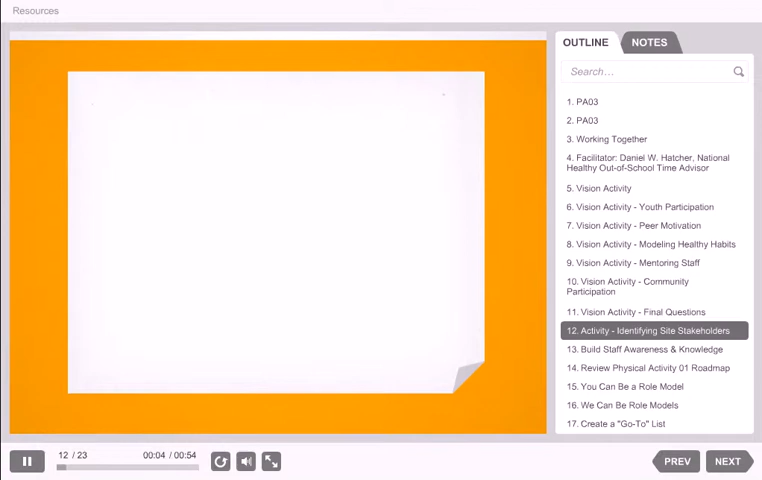 Resources
OUTLINE
NOTES
Search...
1. PA03
2. PA03
3. Working Together
4. Facilitator: Daniel W. Hatcher, National
Healthy Out-of-School Time Advisor
5. Vision Activity
6. Vision Activity - Youth Participation
7. Vision Activity - Peer Motivation
8. Vision Activity - Modeling Healthy Habits
9. Vision Activity - Mentoring Staff
10. Vision Activity - Community
Participation
11. Vision Activity - Final Questions
12. Activity - Identifying Site Stakeholders
13. Build Staff Awareness & Knowledge
14. Review Physical Activity 01 Roadmap
15. You Can be a Role Model
16. We Can Be Role Models
17. Create a "Go-To" List
12 / 23
00:04 / 00:54
PREV
NEXT